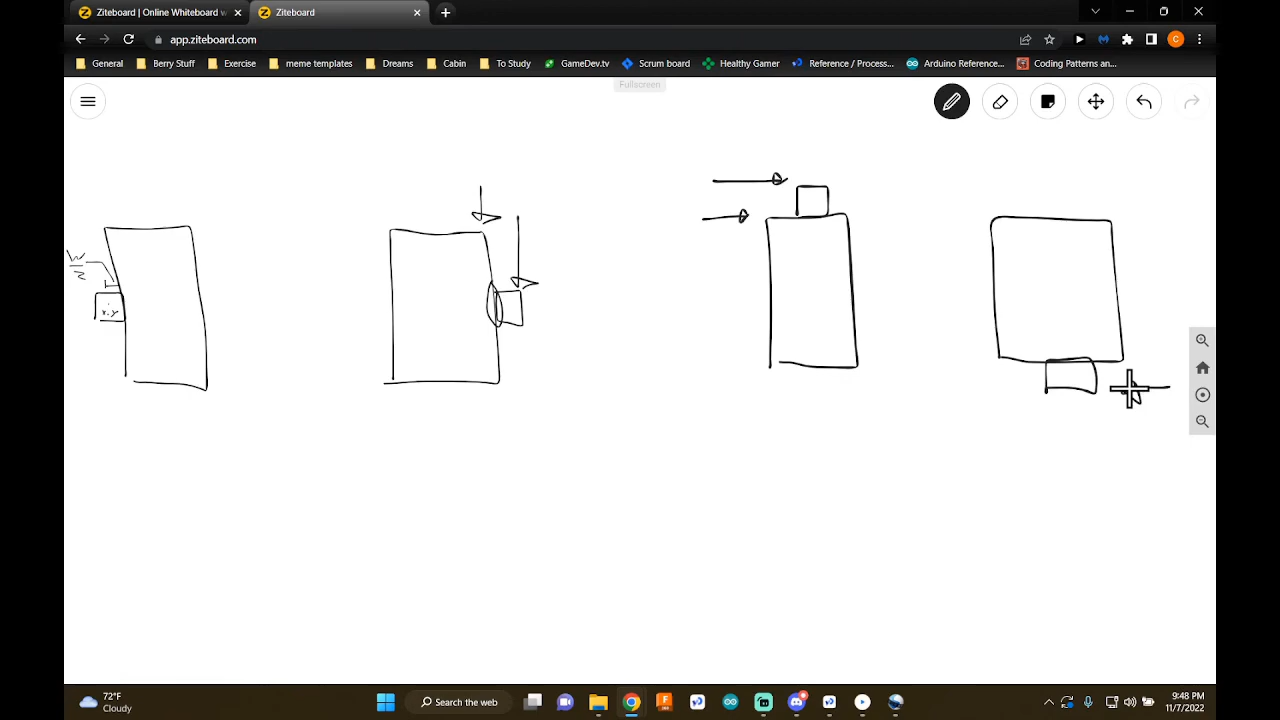 Ziteboard | Online Whiteboard w
Ziteboard
app.ziteboard.com
General
Berry Stuff
Exercise
meme templates
Dreams
Cabin
To Study
GameDev.tv
Scrum board
Healthy Gamer
Reference / Process...
Arduino Reference...
Coding Patterns an...
Fullscreen
W
2
x,y
72°F
Cloudy
Search the web
9:48 PM
11/7/2022